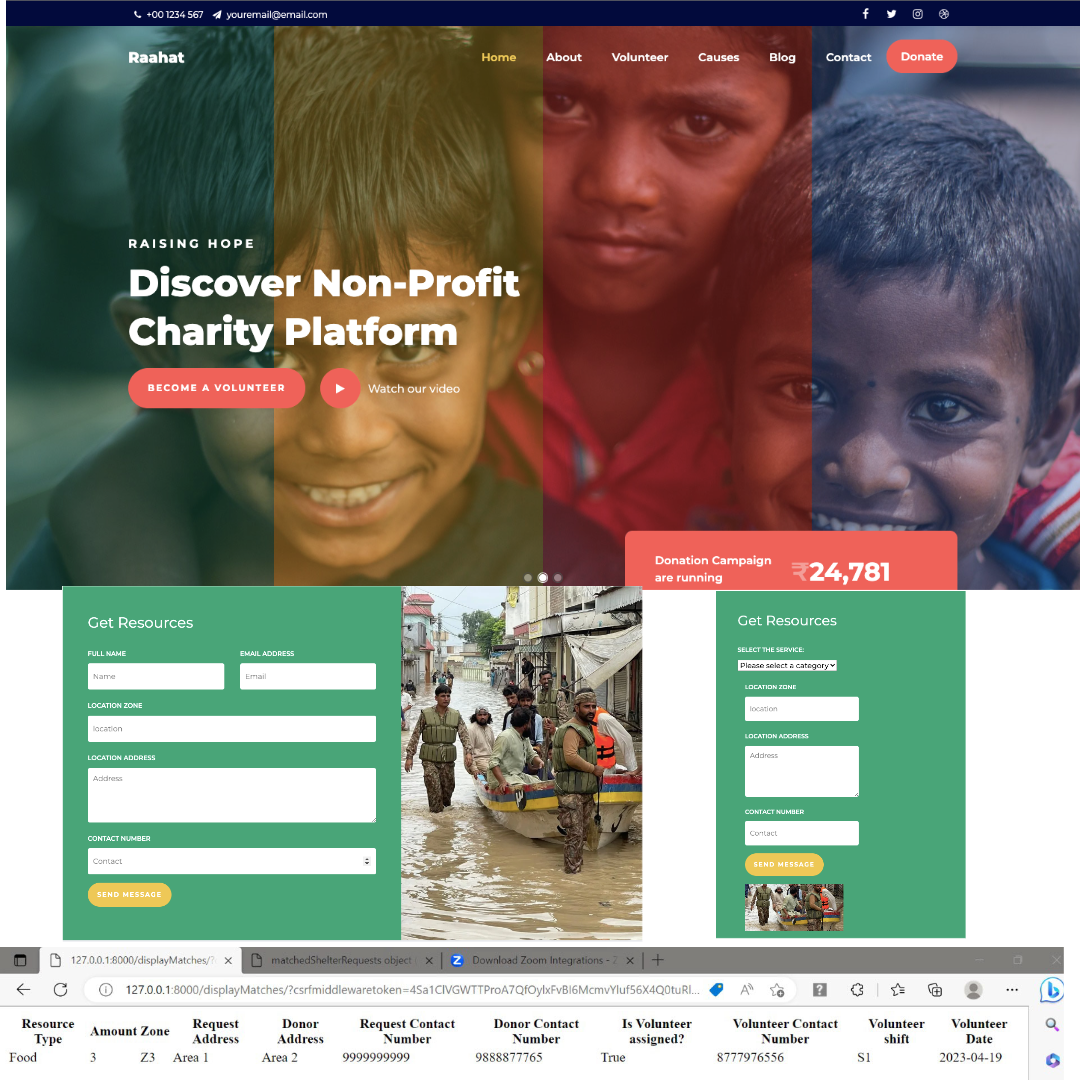 +00 1234 567 youremail@email.com
Raahat
Home About Volunteer Causes Blog Contact Donate
RAISING HOPE
Discover Non-Profit
Charity Platform
BECOME A VOLUNTEER Watch our video
Donation Campaign
are running
₹24,781
Get Resources
FULL NAME EMAIL ADDRESS
Name Email
LOCATION ZONE
location
LOCATION ADDRESS
Address
CONTACT NUMBER
Contact
SEND MESSAGE
Get Resources
SELECT THE SERVICE:
Please select a category
LOCATION ZONE
location
LOCATION ADDRESS
Address
CONTACT NUMBER
Contact
SEND MESSAGE
127.0.0.1:8000/displayMatches/? matchedShelterRequests object Download Zoom Integrations - Z
127.0.0.1:8000/displayMatches/?csrfmiddlewaretoken=
Resource Type Amount Zone Request Address Donor Address Request Contact Number Donor Contact Number Is Volunteer assigned? Volunteer Contact Number Volunteer shift Volunteer Date
Food 3 Z3 Area 1 Area 2 9999999999 9888877765 True 8777976556 S1 2023-04-19